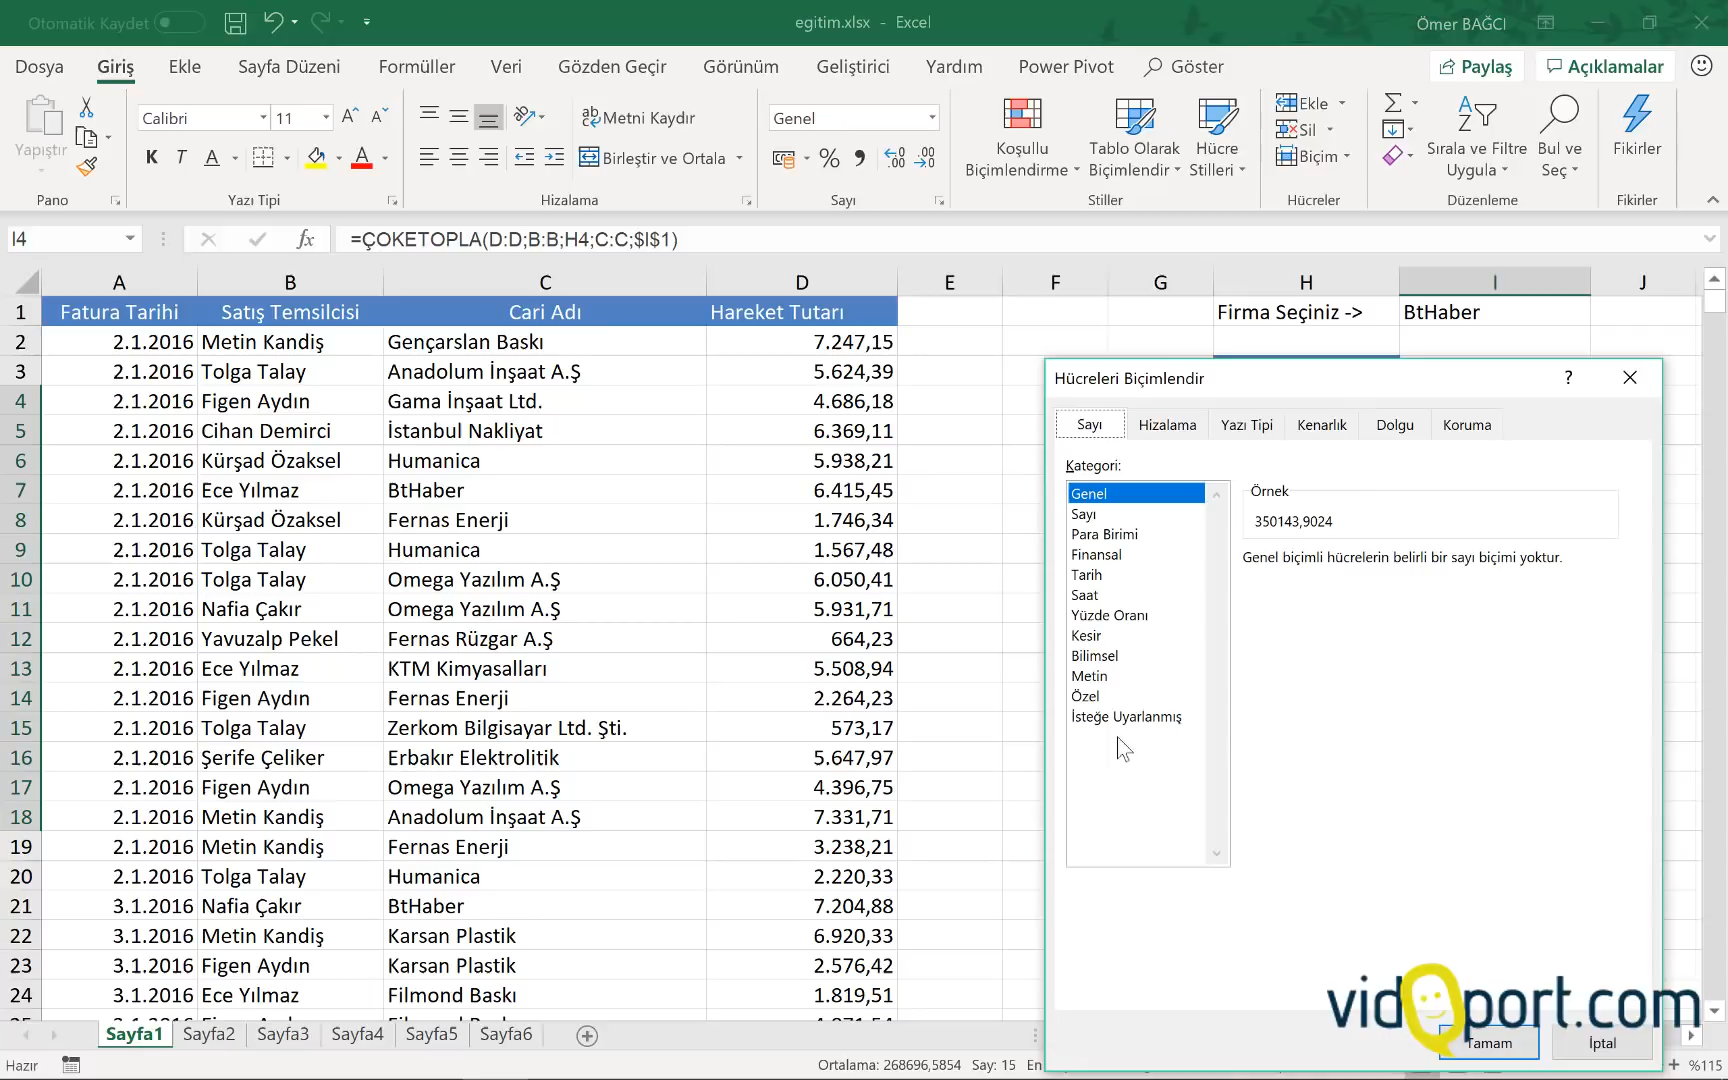 Otomatik Kaydet
egitim.xlsx - Excel
Ömer BAĞCI
Dosya Giriş Ekle Sayfa Düzeni Formüller Veri Gözden Geçir Görünüm Geliştirici Yardım Power Pivot Göster Paylaş Açıklamalar
Yapıştır
Calibri 11
Metni Kaydır
Birleştir ve Ortala
Genel
Koşullu Biçimlendirme
Tablo Olarak Biçimlendir
Hücre Stilleri
Ekle
Sil
Biçim
Sırala ve Filtre Uygula
Bul ve Seç
Fikirler
Pano Yazı Tipi Hizalama Sayı Stiller Hücreler Düzenleme Fikirler
I4 fx =ÇOKETOPLA(D:D;B:B;H4;C:C;$I$1)
A B C D E F G H I J
1 Fatura Tarihi Satış Temsilcisi Cari Adı Hareket Tutarı Firma Seçiniz -> BtHaber
2 2.1.2016 Metin Kandiş Gençarslan Baskı 7.247,15
3 2.1.2016 Tolga Talay Anadolum İnşaat A.Ş 5.624,39
4 2.1.2016 Figen Aydın Gama İnşaat Ltd. 4.686,18
5 2.1.2016 Cihan Demirci İstanbul Nakliyat 6.369,11
6 2.1.2016 Kürşad Özaksel Humanica 5.938,21
7 2.1.2016 Ece Yılmaz BtHaber 6.415,45
8 2.1.2016 Kürşad Özaksel Fernas Enerji 1.746,34
9 2.1.2016 Tolga Talay Humanica 1.567,48
10 2.1.2016 Tolga Talay Omega Yazılım A.Ş 6.050,41
11 2.1.2016 Nafia Çakır Omega Yazılım A.Ş 5.931,71
12 2.1.2016 Yavuzalp Pekel Fernas Rüzgar A.Ş 664,23
13 2.1.2016 Ece Yılmaz KTM Kimyasalları 5.508,94
14 2.1.2016 Figen Aydın Fernas Enerji 2.264,23
15 2.1.2016 Tolga Talay Zerkom Bilgisayar Ltd. Şti. 573,17
16 2.1.2016 Şerife Çeliker Erbakır Elektrolitik 5.647,97
17 2.1.2016 Figen Aydın Omega Yazılım A.Ş 4.396,75
18 2.1.2016 Metin Kandiş Anadolum İnşaat A.Ş 7.331,71
19 2.1.2016 Metin Kandiş Fernas Enerji 3.238,21
20 2.1.2016 Tolga Talay Humanica 2.220,33
21 3.1.2016 Nafia Çakır BtHaber 7.204,88
22 3.1.2016 Metin Kandiş Karsan Plastik 6.920,33
23 3.1.2016 Figen Aydın Karsan Plastik 2.576,42
24 3.1.2016 Ece Yılmaz Filmond Baskı 1.819,51
Hücreleri Biçimlendir ?
Sayı Hizalama Yazı Tipi Kenarlık Dolgu Koruma
Kategori:
Genel
Sayı
Para Birimi
Finansal
Tarih
Saat
Yüzde Oranı
Kesir
Bilimsel
Metin
Özel
İsteğe Uyarlanmış
Örnek
350143,9024
Genel biçimli hücrelerin belirli bir sayı biçimi yoktur.
vidoport.com
Tamam İptal
Sayfa1 Sayfa2 Sayfa3 Sayfa4 Sayfa5 Sayfa6
Hazır Ortalama: 268696,5854 Say: 15 En %115